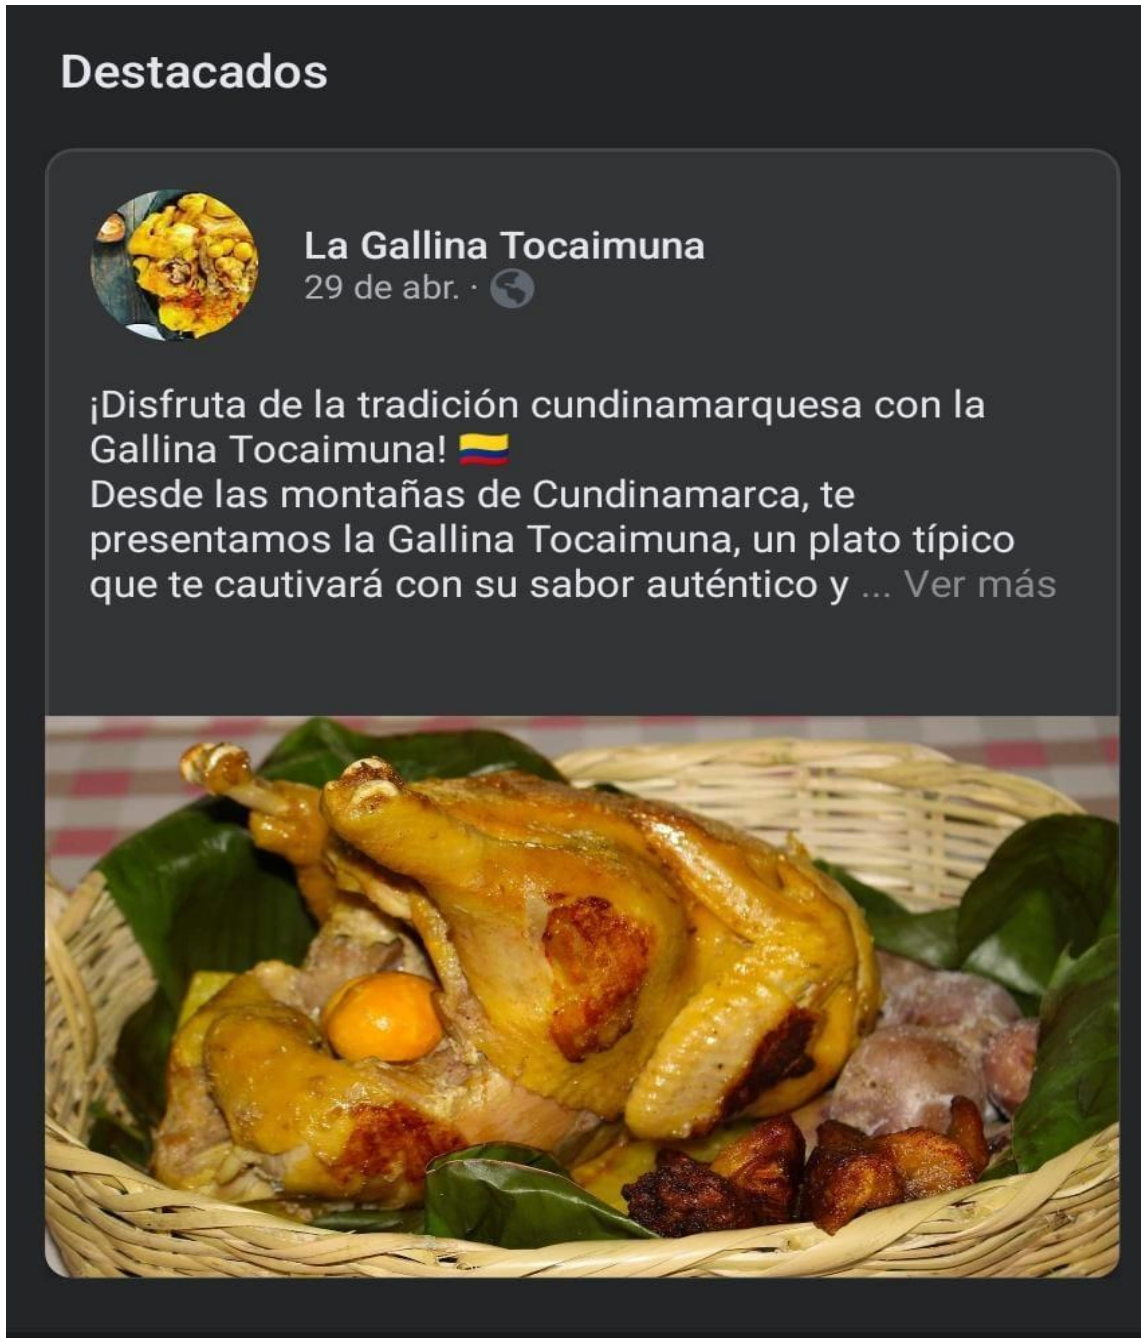 Destacados
La Gallina Tocaimuna
29 de abr. ·
¡Disfruta de la tradición cundinamarquesa con la
Gallina Tocaimuna! 🇨🇴
Desde las montañas de Cundinamarca, te
presentamos la Gallina Tocaimuna, un plato típico
que te cautivará con su sabor auténtico y ... Ver más